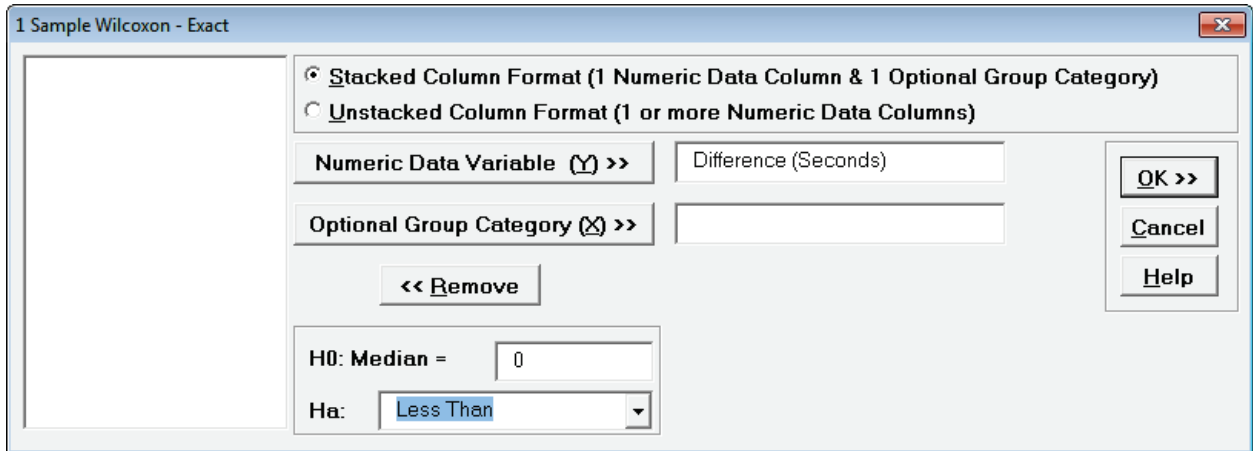 1 Sample Wilcoxon - Exact
Stacked Column Format (1 Numeric Data Column & 1 Optional Group Category)
Unstacked Column Format (1 or more Numeric Data Columns)
Numeric Data Variable (Y) >> Difference (Seconds)
Optional Group Category (X) >>
<< Remove
OK >>
Cancel
Help
H0: Median = 0
Ha: Less Than